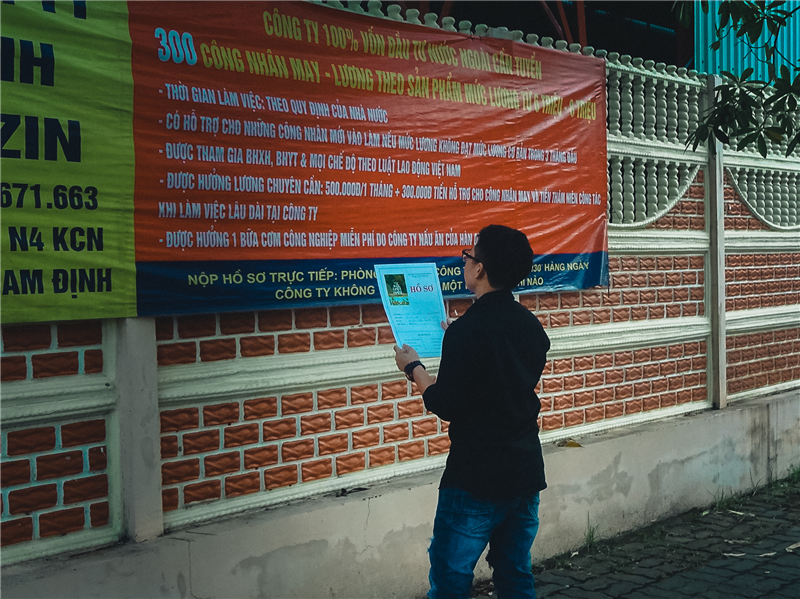 NH
ZIN
671.663
N4 KCN
AM ĐỊNH
CÔNG TY 100% VỐN ĐẦU TƯ NƯỚC NGOÀI CẦN TUYỂN
300 CÔNG NHÂN MAY - LƯƠNG THEO SẢN PHẨM MỨC LƯƠNG TỪ 6 TRIỆU - TRIỆU
- THỜI GIAN LÀM VIỆC: THEO QUY ĐỊNH CỦA NHÀ NƯỚC
- CÓ HỖ TRỢ CHO NHỮNG CÔNG NHÂN MỚI VÀO LÀM NẾU MỨC LƯƠNG KHÔNG ĐẠT MỨC LƯƠNG CƠ BẢN TRONG 2 THÁNG ĐẦU
- ĐƯỢC THAM GIA BHXH, BHYT & MỌI CHẾ ĐỘ THEO LUẬT LAO ĐỘNG VIỆT NAM
- ĐƯỢC HƯỞNG LƯƠNG CHUYÊN CẦN: 500.000Đ/1 THÁNG + 300.000Đ TIỀN HỖ TRỢ CHO CÔNG NHÂN MAY VÀ TIỀN THÂM NIÊN CÔNG TÁC
KHI LÀM VIỆC LÂU DÀI TẠI CÔNG TY
- ĐƯỢC HƯỞNG 1 BỮA CƠM CÔNG NGHIỆP MIỄN PHÍ DO CÔNG TY NẤU ĂN CỦA HÀN
NỘP HỒ SƠ TRỰC TIẾP: PHÒNG CÔNG 030' HÀNG NGÀY
CÔNG TY KHÔNG MỘT HÍ NÀO
HỒ SƠ